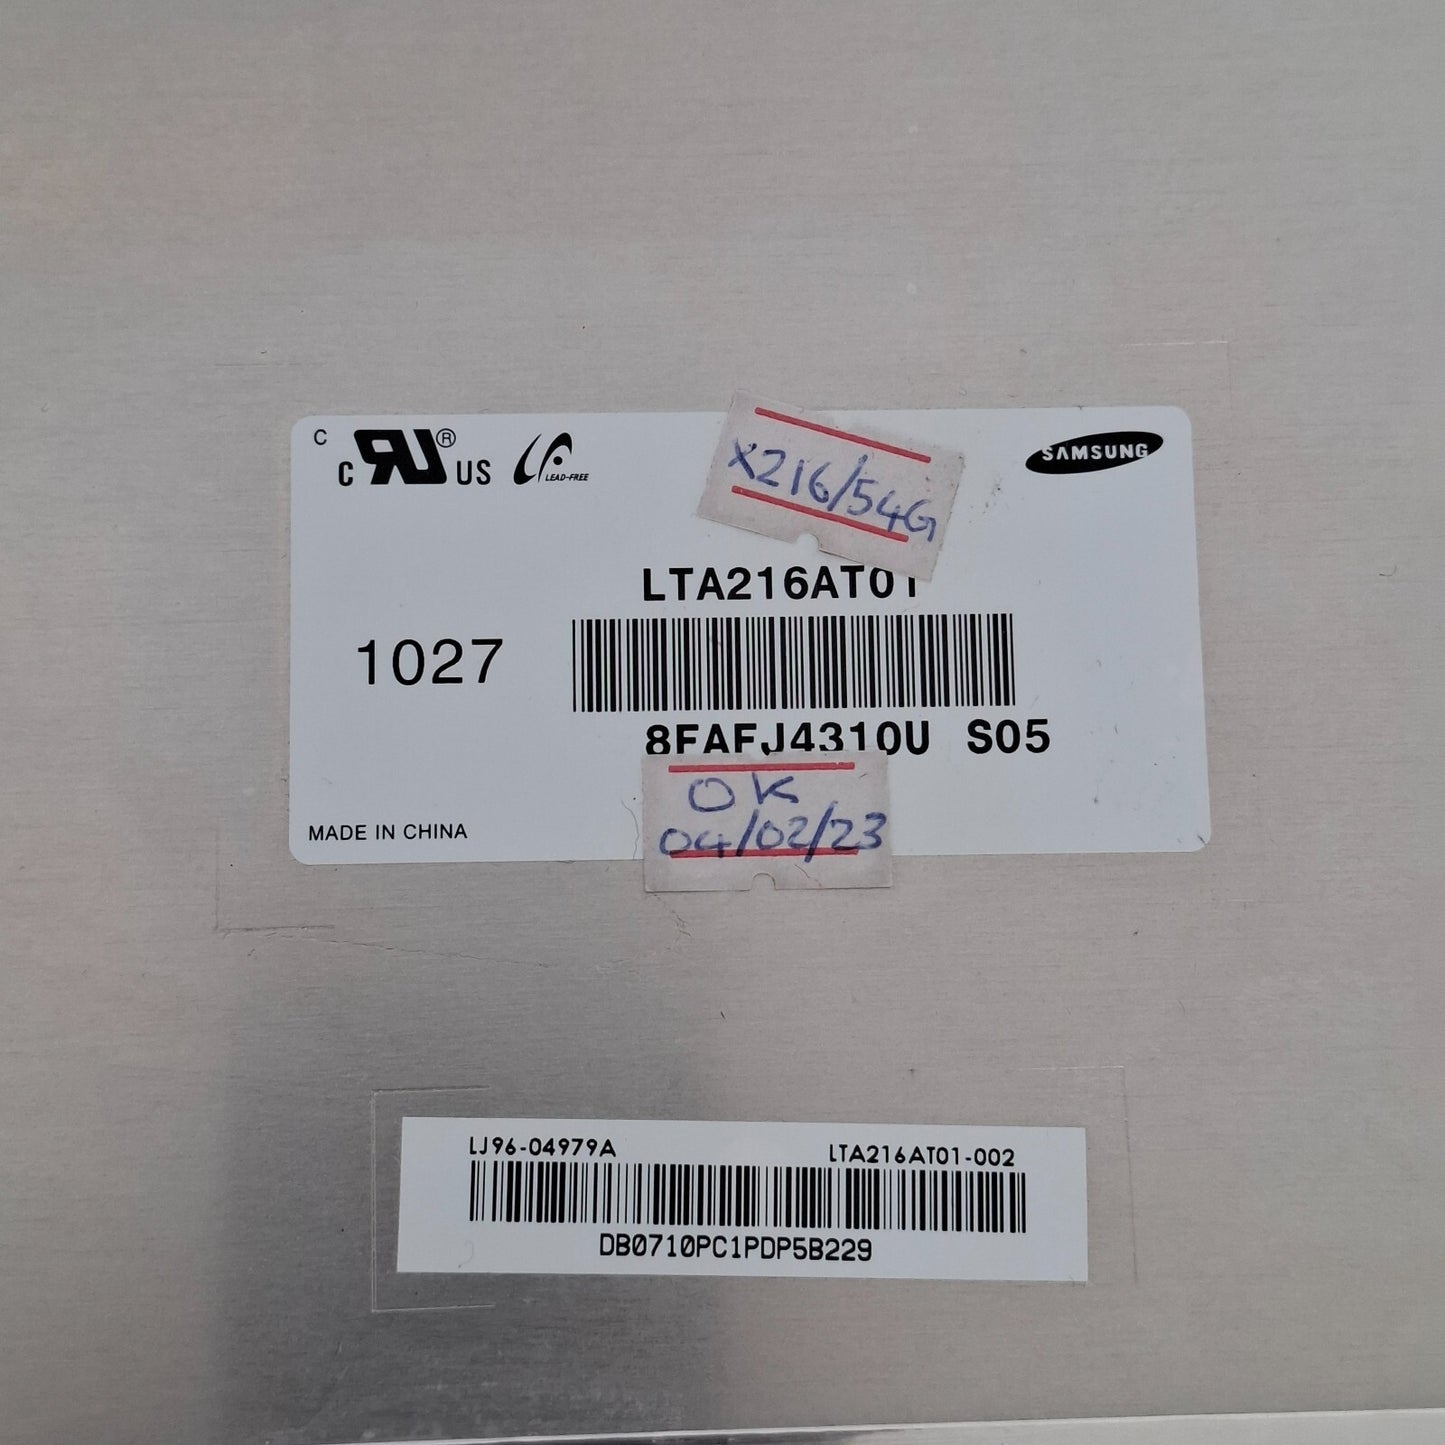 C
c RU ® US
LEAD-FREE
X216/54G
SAMSUNG
LTA216AT01
1027
8FAFJ4310U S05
OK
04/02/23
MADE IN CHINA
LJ96-04979A LTA216AT01-002
DB0710PC1PDP5B229